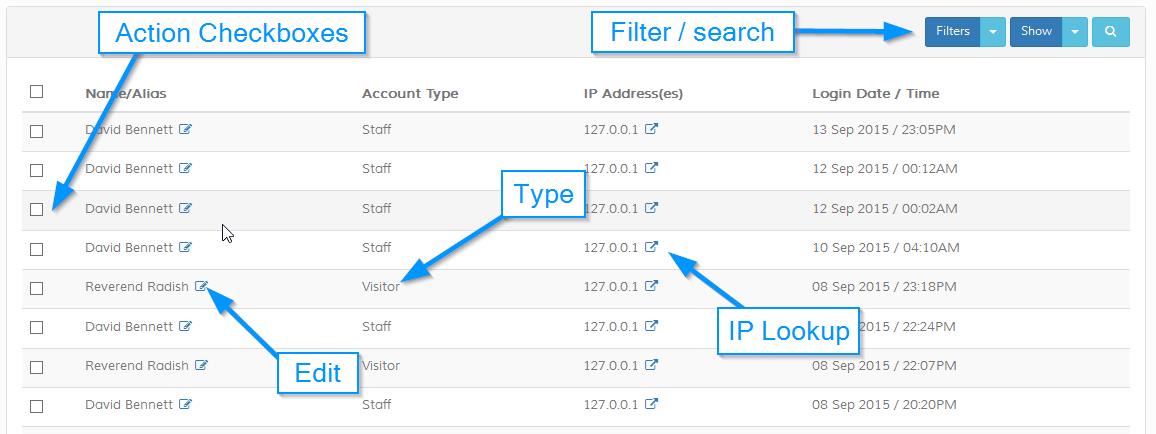 Action Checkboxes
Filter / search
Filters
Show
Name/Alias Account Type IP Address(es) Login Date / Time
David Bennett Staff 127.0.0.1 13 Sep 2015 / 23:05PM
David Bennett Staff 127.0.0.1 12 Sep 2015 / 00:12AM
Type
David Bennett Staff 127.0.0.1 12 Sep 2015 / 00:02AM
David Bennett Staff 127.0.0.1 10 Sep 2015 / 04:10AM
Reverend Radish Visitor 127.0.0.1 08 Sep 2015 / 23:18PM
IP Lookup
David Bennett Staff 127.0.0.1 2015 / 22:24PM
Edit
Reverend Radish Visitor 127.0.0.1 08 Sep 2015 / 22:07PM
David Bennett Staff 127.0.0.1 08 Sep 2015 / 20:20PM